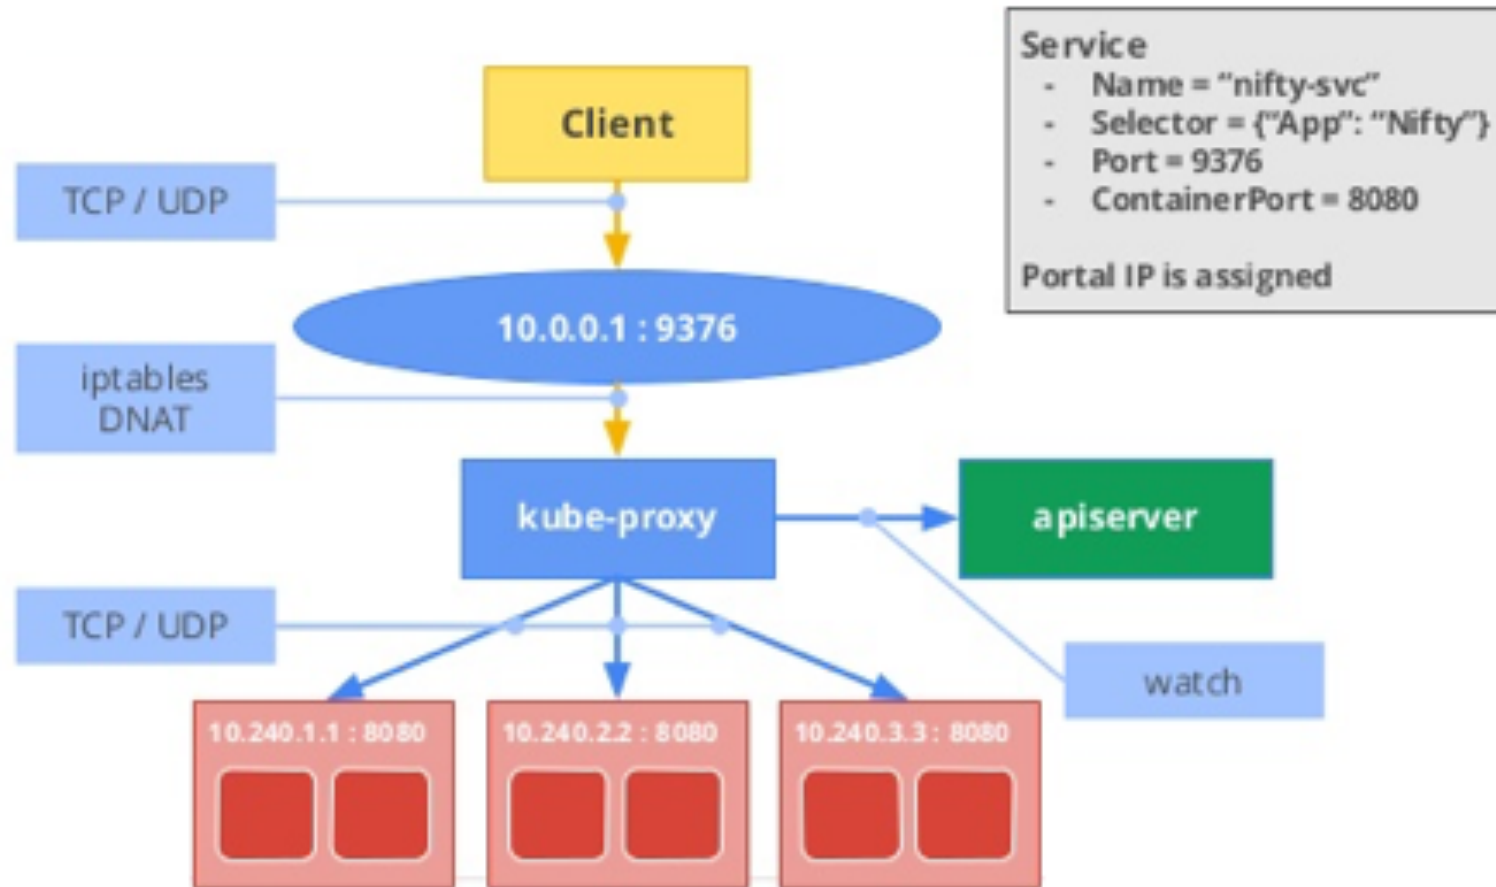 Service
- Name = “nifty-svc”
- Selector = {“App”: “Nifty”}
- Port = 9376
- ContainerPort = 8080
Portal IP is assigned
Client
TCP / UDP
10.0.0.1 : 9376
iptables
DNAT
kube-proxy
apiserver
TCP / UDP
watch
10.240.1.1 : 8080
10.240.2.2 : 8080
10.240.3.3 : 8080